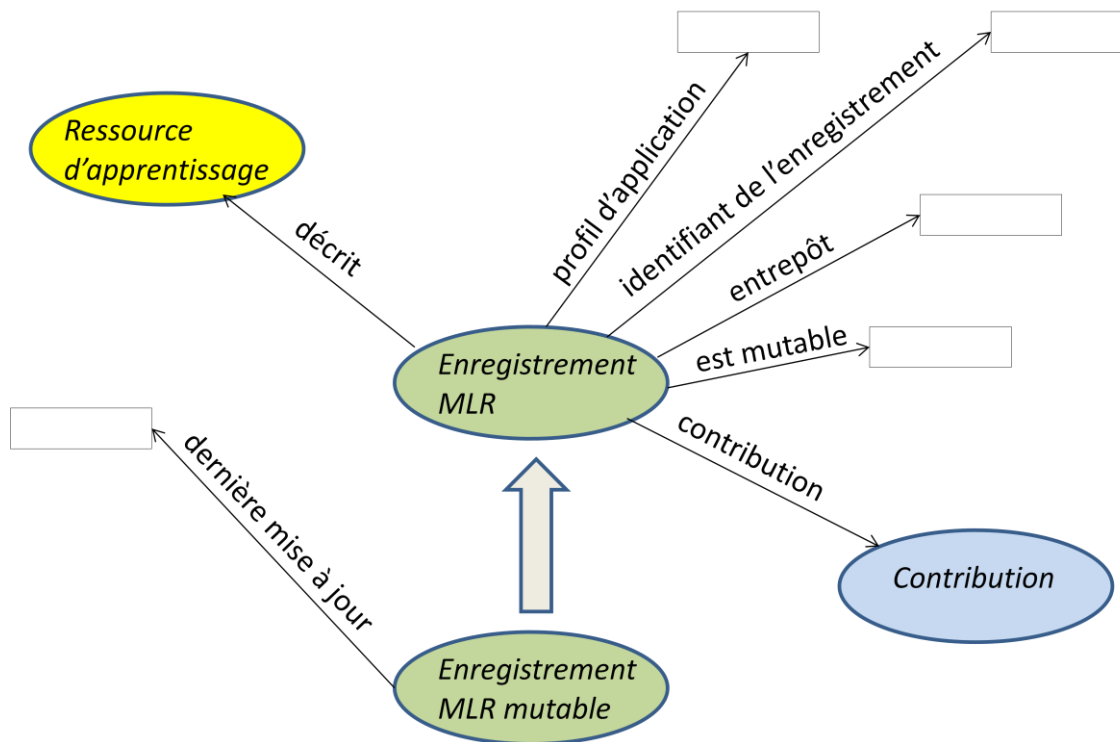 Ressource
d'apprentissage
décrit
profil d'application
identifiant de l'enregistrement
entrepôt
est mutable
Enregistrement
MLR
contribution
dernière mise à jour
Contribution
Enregistrement
MLR mutable